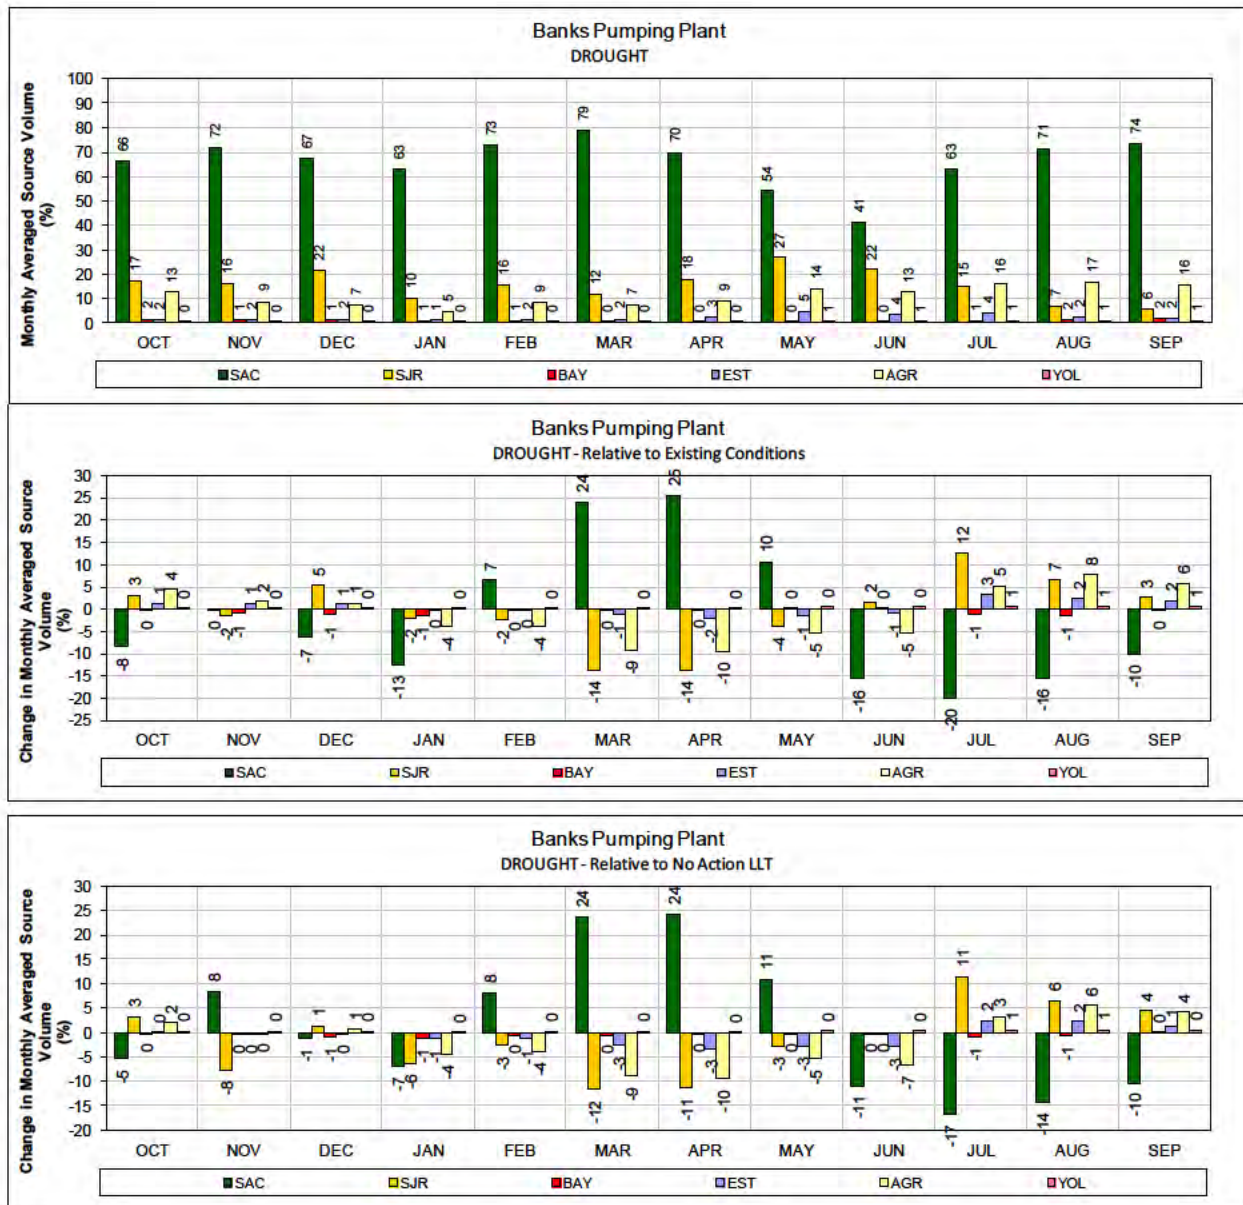 Banks Pumping Plant
DROUGHT
Monthly Averaged Source Volume
(%)
100
90
80
70
60
50
40
30
20
10
0
66 17 2 2 13 0
72 16 1 2 9 0
67 22 1 2 7 0
63 10 1 1 5 0
73 16 1 2 9 0
79 12 0 2 7 0
70 18 0 3 9 0
54 27 0 5 14 1
41 22 0 4 13 1
63 15 1 4 16 1
71 7 2 2 17 1
74 6 2 2 16 1
OCT NOV DEC JAN FEB MAR APR MAY JUN JUL AUG SEP
SAC SJR BAY EST AGR YOL
Banks Pumping Plant
DROUGHT - Relative to Existing Conditions
Change in Monthly Averaged Source
Volume
(%)
30
25
20
15
10
5
0
-5
-10
-15
-20
-25
-8 3 0 1 4 0
0 -2 -1 1 2 0
-7 5 -1 1 1 0
-13 -2 -1 0 -4 0
7 -2 0 0 -4 0
24 -14 0 -1 -9 0
25 -14 0 -2 -10 0
10 -4 0 -1 -5 0
-16 2 0 -1 -5 0
-20 12 -1 3 5 1
-16 7 -1 2 8 1
-10 3 0 2 6 1
OCT NOV DEC JAN FEB MAR APR MAY JUN JUL AUG SEP
SAC SJR BAY EST AGR YOL
Banks Pumping Plant
DROUGHT - Relative to No Action LLT
Change in Monthly Averaged Source
Volume
(%)
30
25
20
15
10
5
0
-5
-10
-15
-20
-5 3 0 0 2 0
8 -8 0 0 0 0
-1 1 -1 0 1 0
-7 -6 -1 -1 -4 0
8 -3 0 -1 -4 0
24 -12 0 -3 -9 0
24 -11 0 -3 -10 0
11 -3 0 -3 -5 0
-11 0 0 -3 -7 0
-17 11 -1 2 3 1
-14 6 -1 2 6 1
-10 4 0 1 4 0
OCT NOV DEC JAN FEB MAR APR MAY JUN JUL AUG SEP
SAC SJR BAY EST AGR YOL